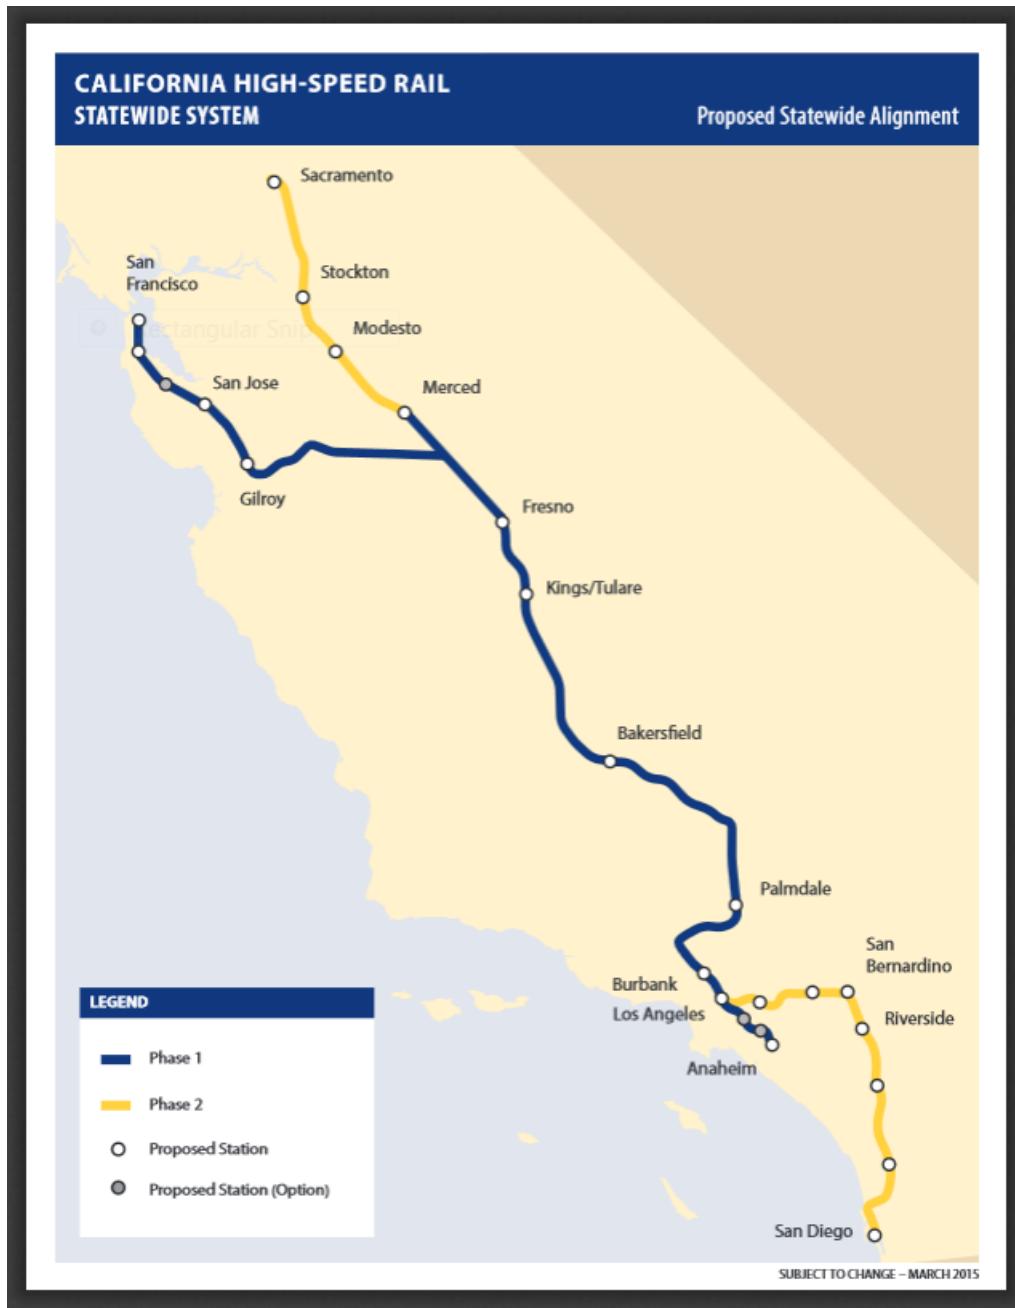 CALIFORNIA HIGH-SPEED RAIL
STATEWIDE SYSTEM
Proposed Statewide Alignment
Sacramento
San
Francisco
Stockton
Rectangular Snip
Modesto
San Jose
Merced
Gilroy
Fresno
Kings/Tulare
Bakersfield
Palmdale
San
Bernardino
Burbank
Los Angeles
Riverside
Anaheim
San Diego
LEGEND
Phase 1
Phase 2
Proposed Station
Proposed Station (Option)
SUBJECT TO CHANGE – MARCH 2015